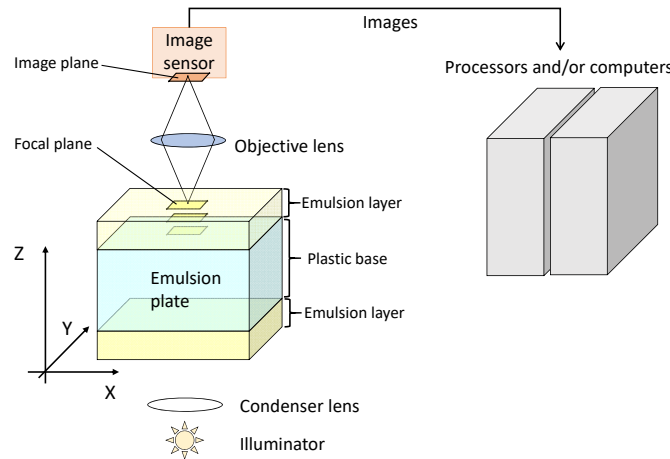 Image
sensor
Images
Image plane
Processors and/or computers
Focal plane
Objective lens
Emulsion layer
Z
Plastic base
Emulsion
plate
Emulsion layer
Y
X
Condenser lens
Illuminator